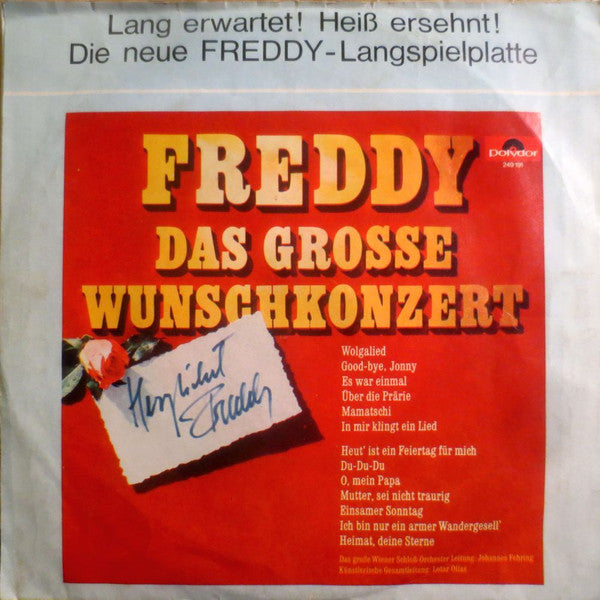 Lang erwartet! Heiß ersehnt!
Die neue FREDDY-Langspielplatte
FREDDY
polydor
249 191
DAS GROSSE
WUNSCHKONZERT
Herzlichst
Freddy
Wolgalied
Good-bye, Jonny
Es war einmal
Über die Prärie
Mamatschi
In mir klingt ein Lied
Heut' ist ein Feiertag für mich
Du-Du-Du
O, mein Papa
Mutter, sei nicht traurig
Einsamer Sonntag
Ich bin nur ein armer Wandergesell'
Heimat, deine Sterne
Das große Wiener Schloß-Orchester Leitung: Johannes Fehring
Künstlerische Gesamtleitung: Lotar Olias